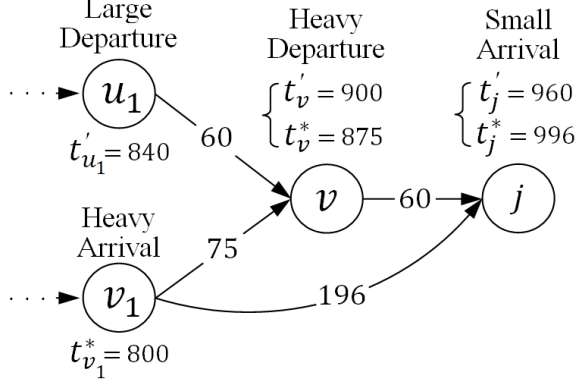 Large
Departure
Heavy
Departure
Small
Arrival
. . . u₁
t'ᵤ₁ = 840
60
t'ᵥ = 900
t*ᵥ = 875
t'ⱼ = 960
t*ⱼ = 996
v
60
j
Heavy
Arrival
75
. . . v₁
196
t*ᵥ₁ = 800